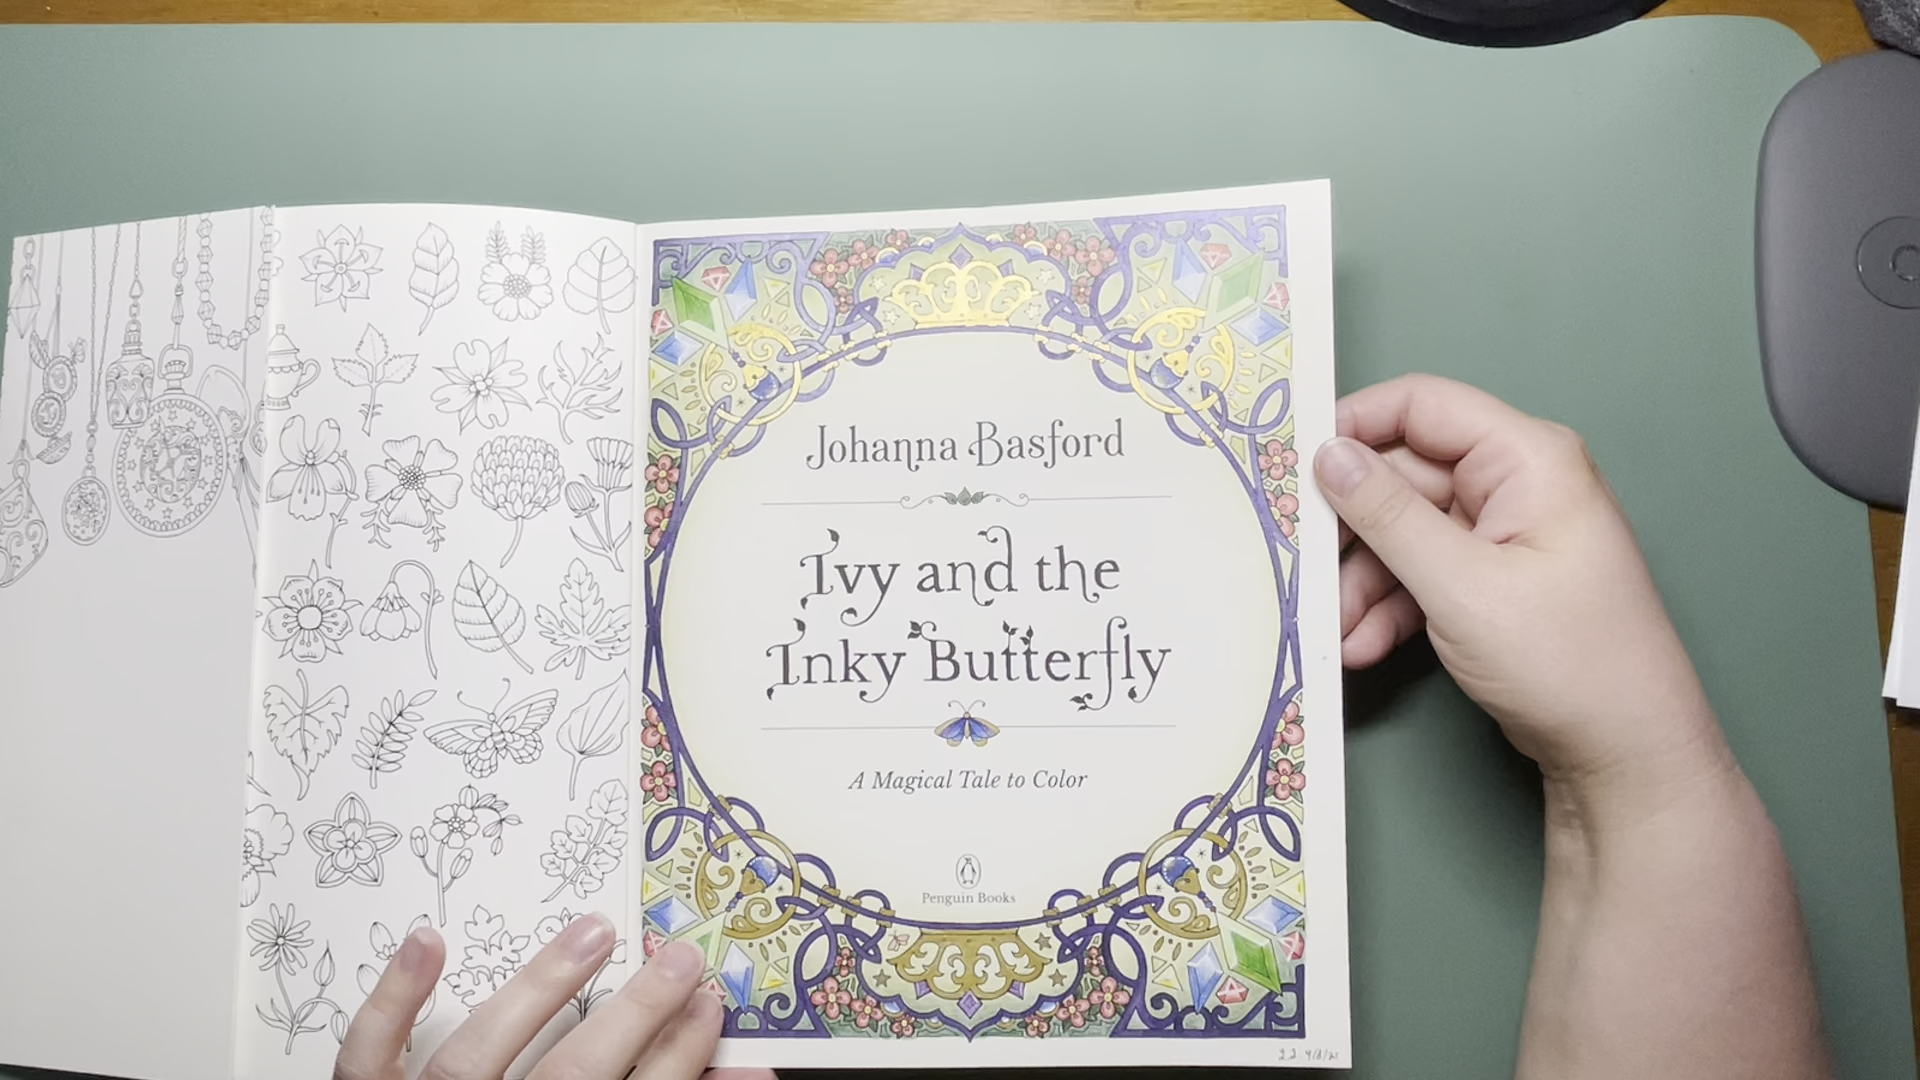 Johanna Basford
Ivy and the
Inky Butterfly
A Magical Tale to Color
Penguin Books